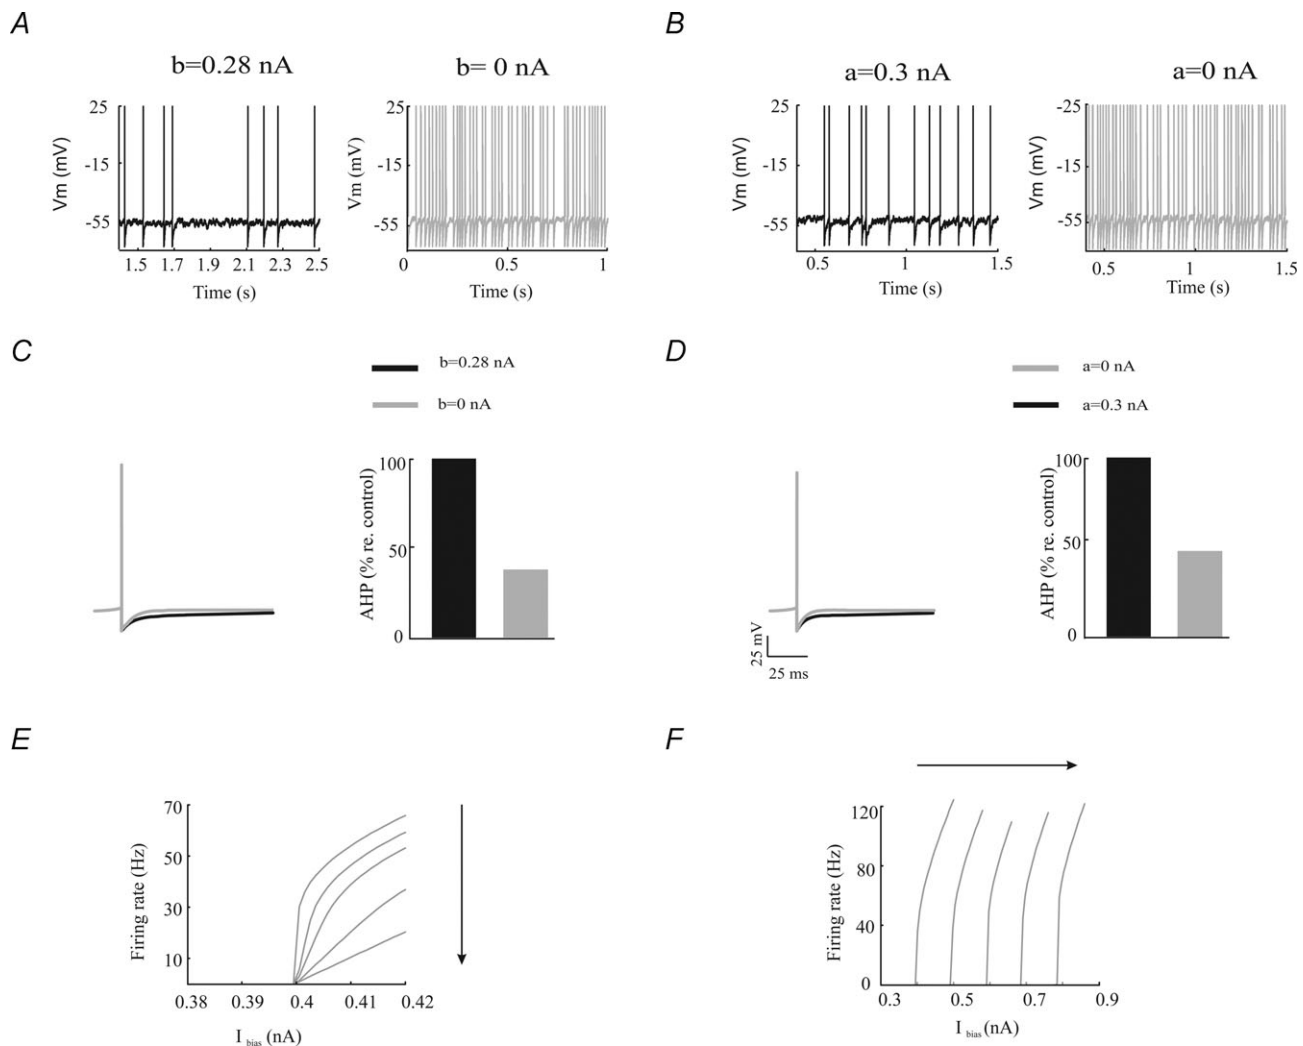 A
B
b=0.28 nA
b= 0 nA
a=0.3 nA
a=0 nA
25
-15
-55
Vm (mV)
1.5 1.7 1.9 2.1 2.3 2.5
Time (s)
25
-15
-55
Vm (mV)
0 0.5 1
Time (s)
25
-15
-55
Vm (mV)
0.5 1 1.5
Time (s)
-25
-15
-55
Vm (mV)
0.5 1 1.5
Time (s)
C
D
b=0.28 nA
b=0 nA
a=0 nA
a=0.3 nA
100
50
0
AHP (% re. control)
100
50
0
AHP (% re. control)
25 mV
25 ms
E
F
70
50
30
10
Firing rate (Hz)
0.38 0.39 0.4 0.41 0.42
I bias (nA)
120
80
40
0
Firing rate (Hz)
0.3 0.5 0.7 0.9
I bias (nA)